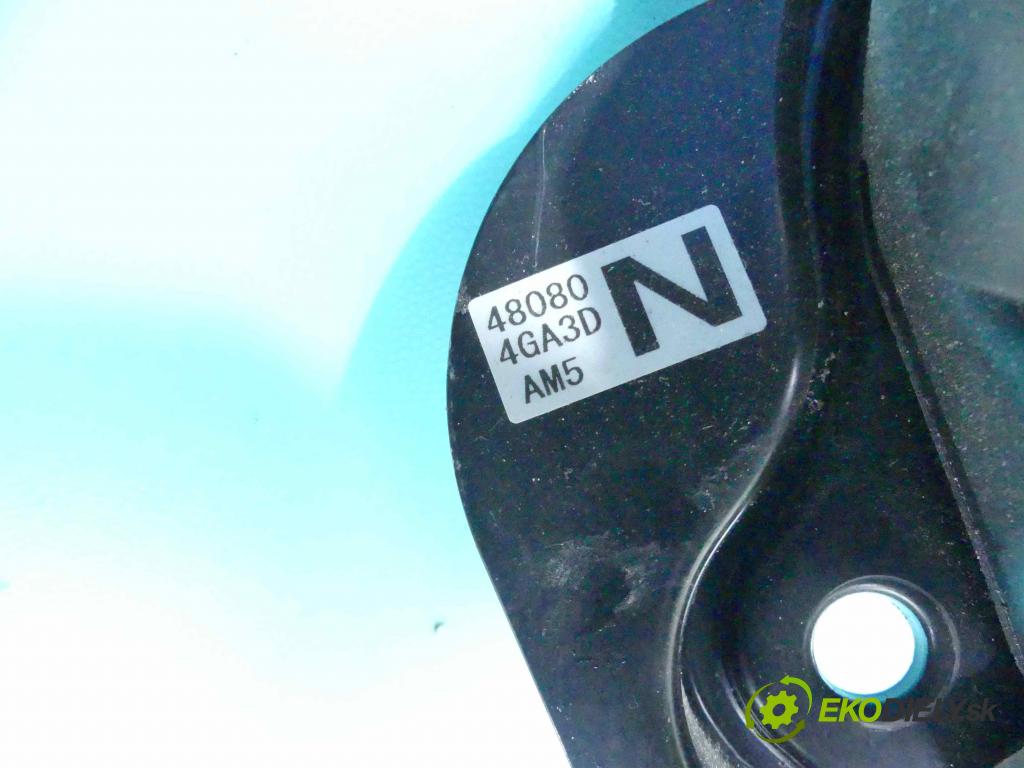 48080
4GA3D
AM5
N
EKODIELY.sk